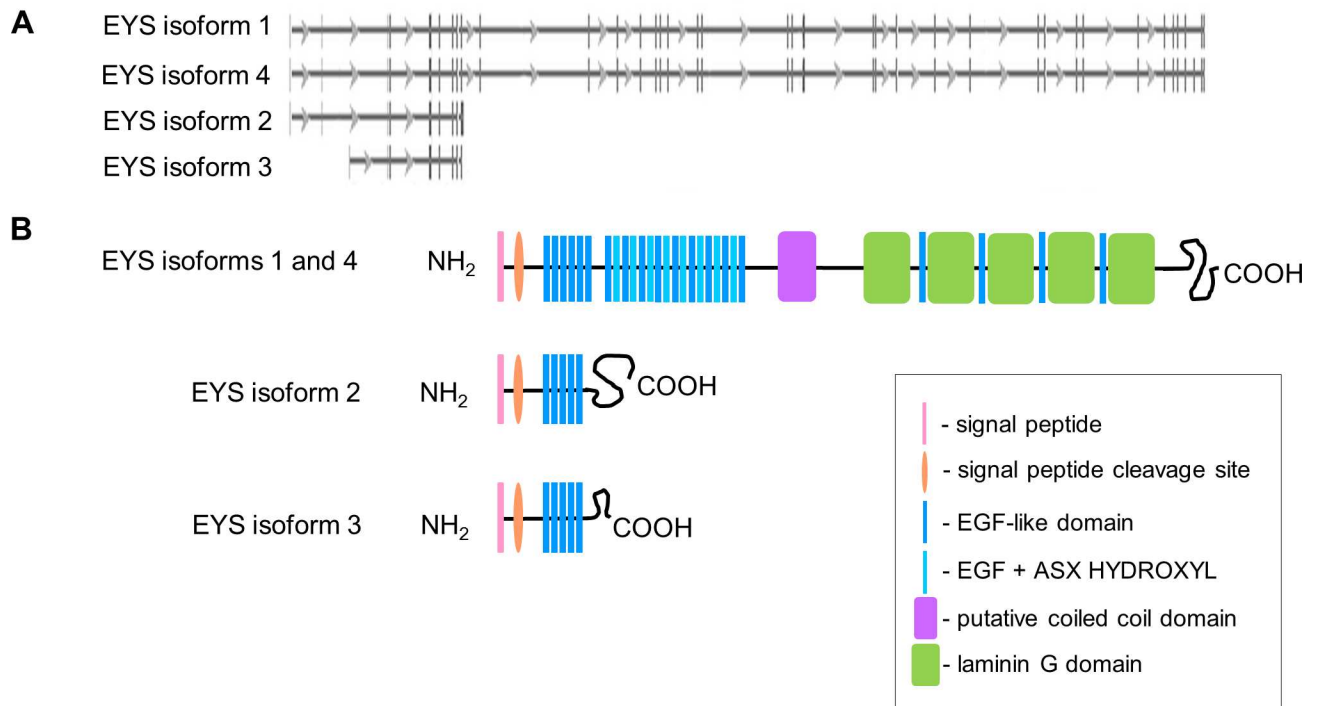 A
EYS isoform 1
EYS isoform 4
EYS isoform 2
EYS isoform 3
B
EYS isoforms 1 and 4 NH2 COOH
EYS isoform 2 NH2 COOH
EYS isoform 3 NH2 COOH
- signal peptide
- signal peptide cleavage site
- EGF-like domain
- EGF + ASX HYDROXYL
- putative coiled coil domain
- laminin G domain